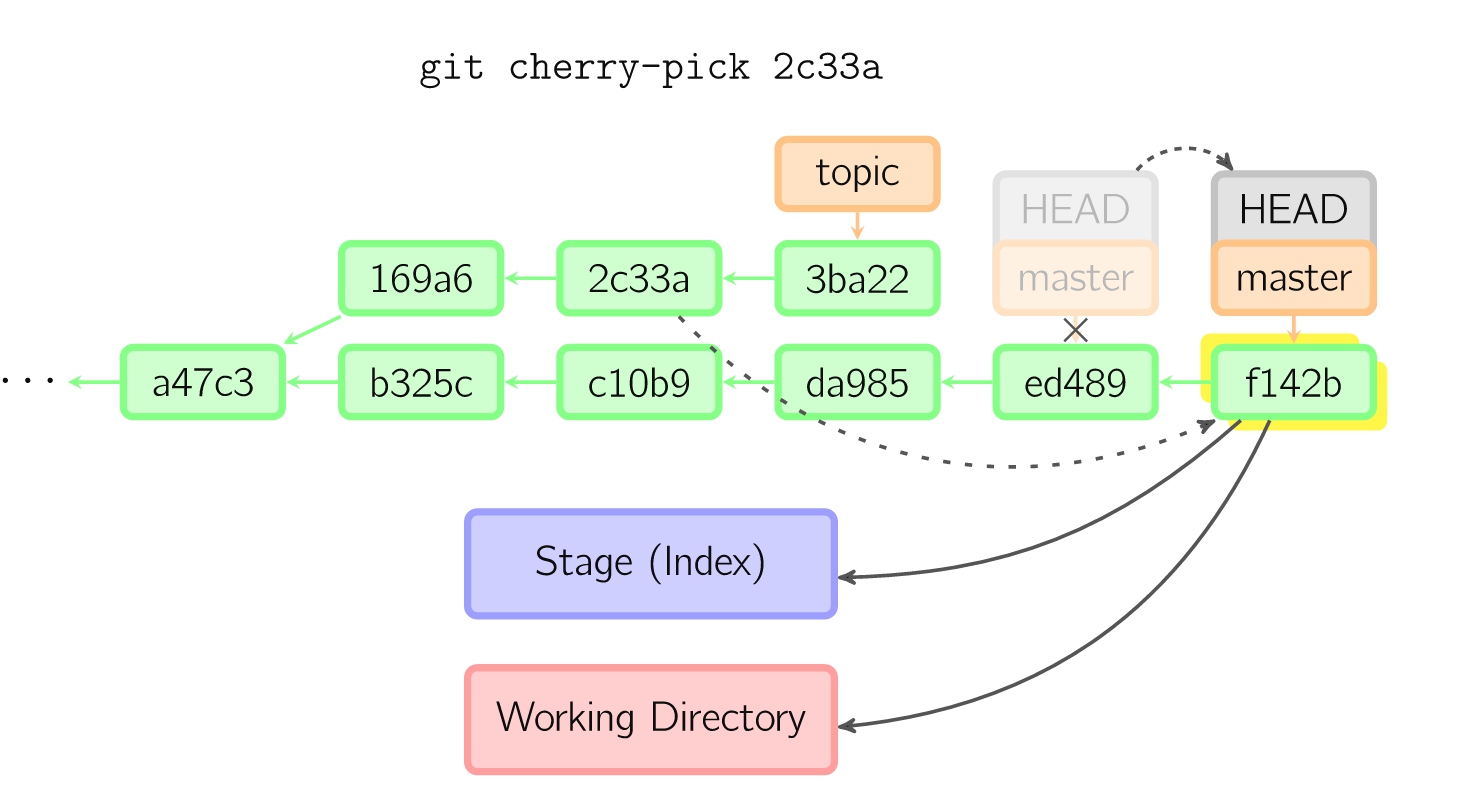 git cherry-pick 2c33a
topic
HEAD
HEAD
169a6
2c33a
3ba22
master
master
...
a47c3
b325c
c10b9
da985
ed489
f142b
Stage (Index)
Working Directory